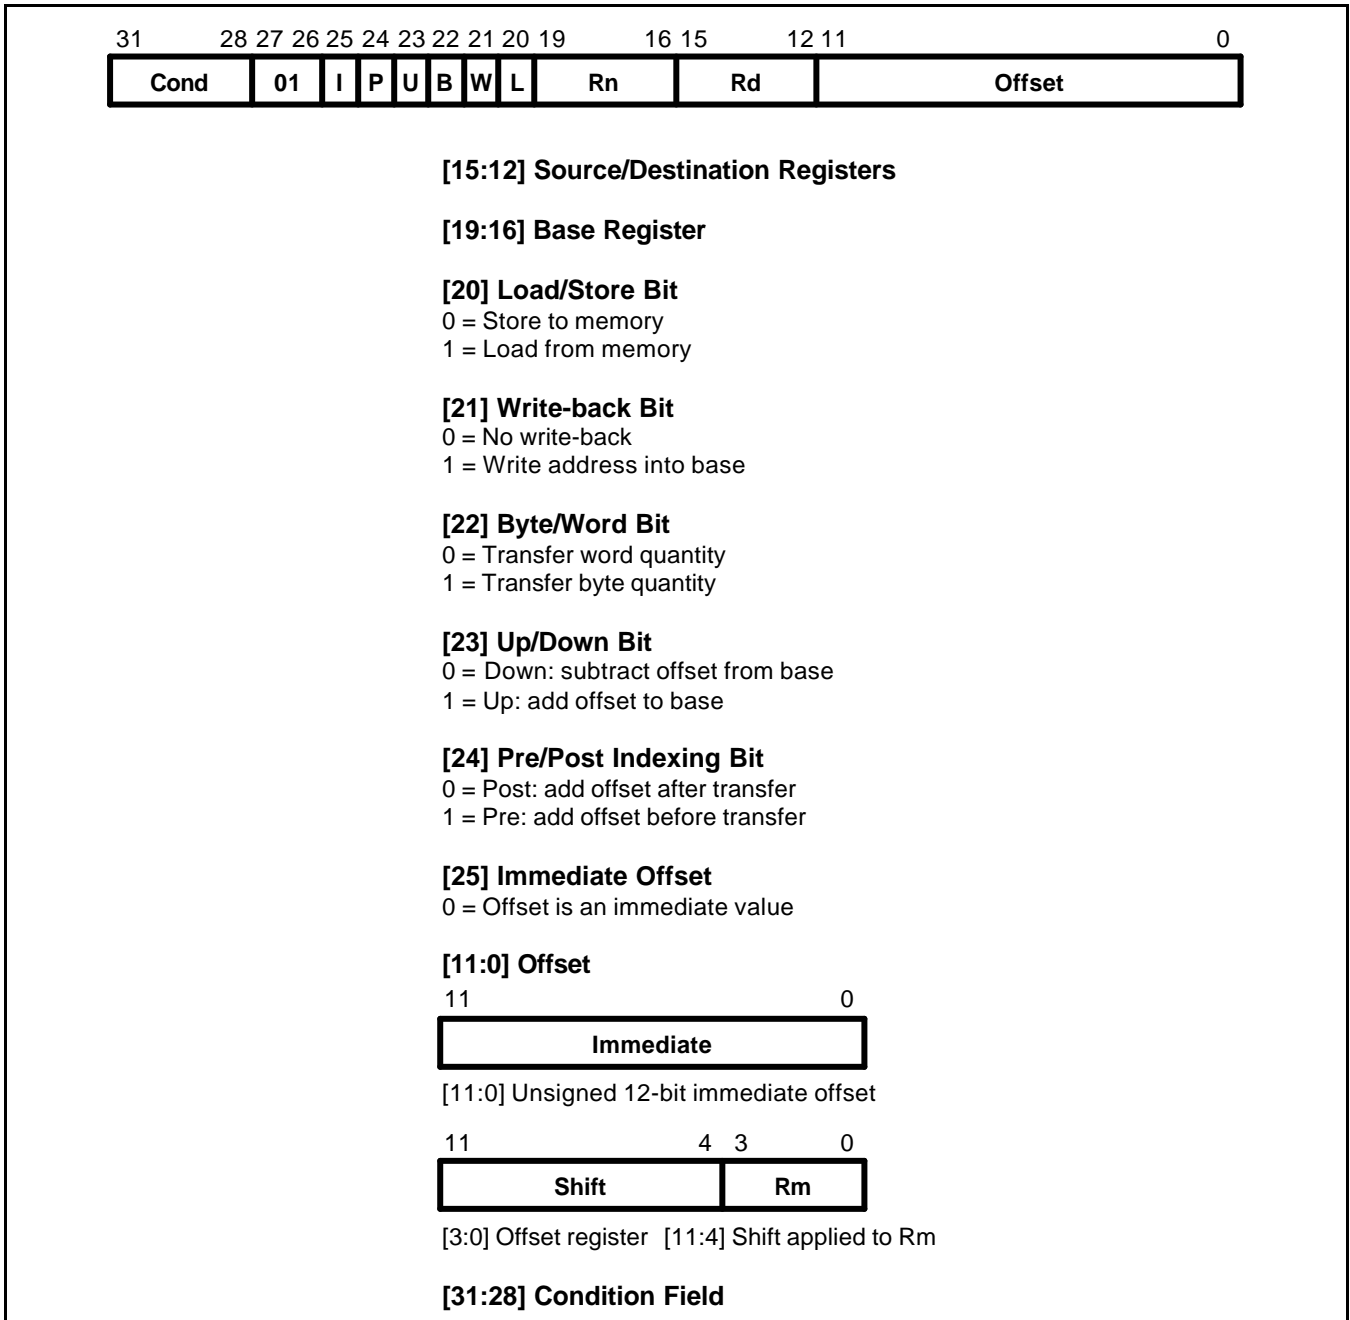 31 28 27 26 25 24 23 22 21 20 19 16 15 12 11 0
Cond 01 I P U B W L Rn Rd Offset
[15:12] Source/Destination Registers
[19:16] Base Register
[20] Load/Store Bit
0 = Store to memory
1 = Load from memory
[21] Write-back Bit
0 = No write-back
1 = Write address into base
[22] Byte/Word Bit
0 = Transfer word quantity
1 = Transfer byte quantity
[23] Up/Down Bit
0 = Down: subtract offset from base
1 = Up: add offset to base
[24] Pre/Post Indexing Bit
0 = Post: add offset after transfer
1 = Pre: add offset before transfer
[25] Immediate Offset
0 = Offset is an immediate value
[11:0] Offset
11 0
Immediate
[11:0] Unsigned 12-bit immediate offset
11 4 3 0
Shift Rm
[3:0] Offset register [11:4] Shift applied to Rm
[31:28] Condition Field